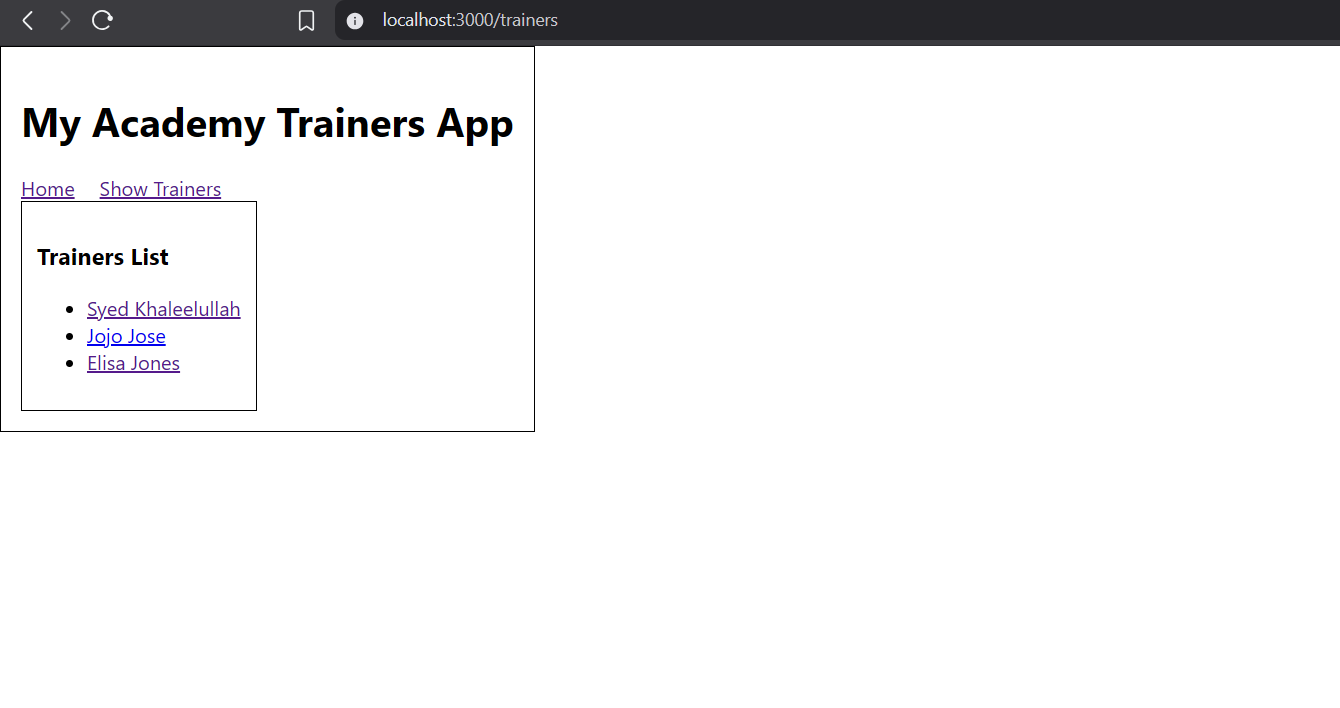 localhost:3000/trainers
My Academy Trainers App
Home Show Trainers
Trainers List
Syed Khaleelullah
Jojo Jose
Elisa Jones